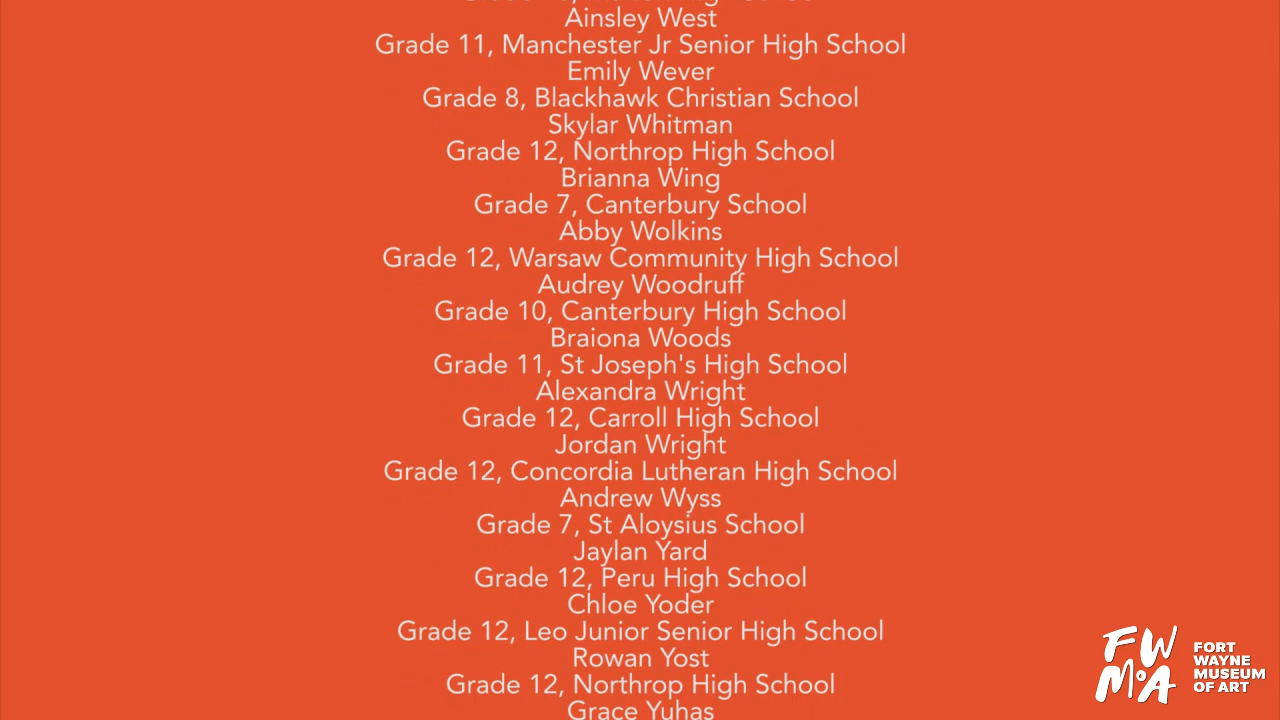 Ainsley West
Grade 11, Manchester Jr Senior High School
Emily Wever
Grade 8, Blackhawk Christian School
Skylar Whitman
Grade 12, Northrop High School
Brianna Wing
Grade 7, Canterbury School
Abby Wolkins
Grade 12, Warsaw Community High School
Audrey Woodruff
Grade 10, Canterbury High School
Braiona Woods
Grade 11, St Joseph's High School
Alexandra Wright
Grade 12, Carroll High School
Jordan Wright
Grade 12, Concordia Lutheran High School
Andrew Wyss
Grade 7, St Aloysius School
Jaylan Yard
Grade 12, Peru High School
Chloe Yoder
Grade 12, Leo Junior Senior High School
Rowan Yost
Grade 12, Northrop High School
Grace Yuhas
FW
MoA
FORT
WAYNE
MUSEUM
OF ART